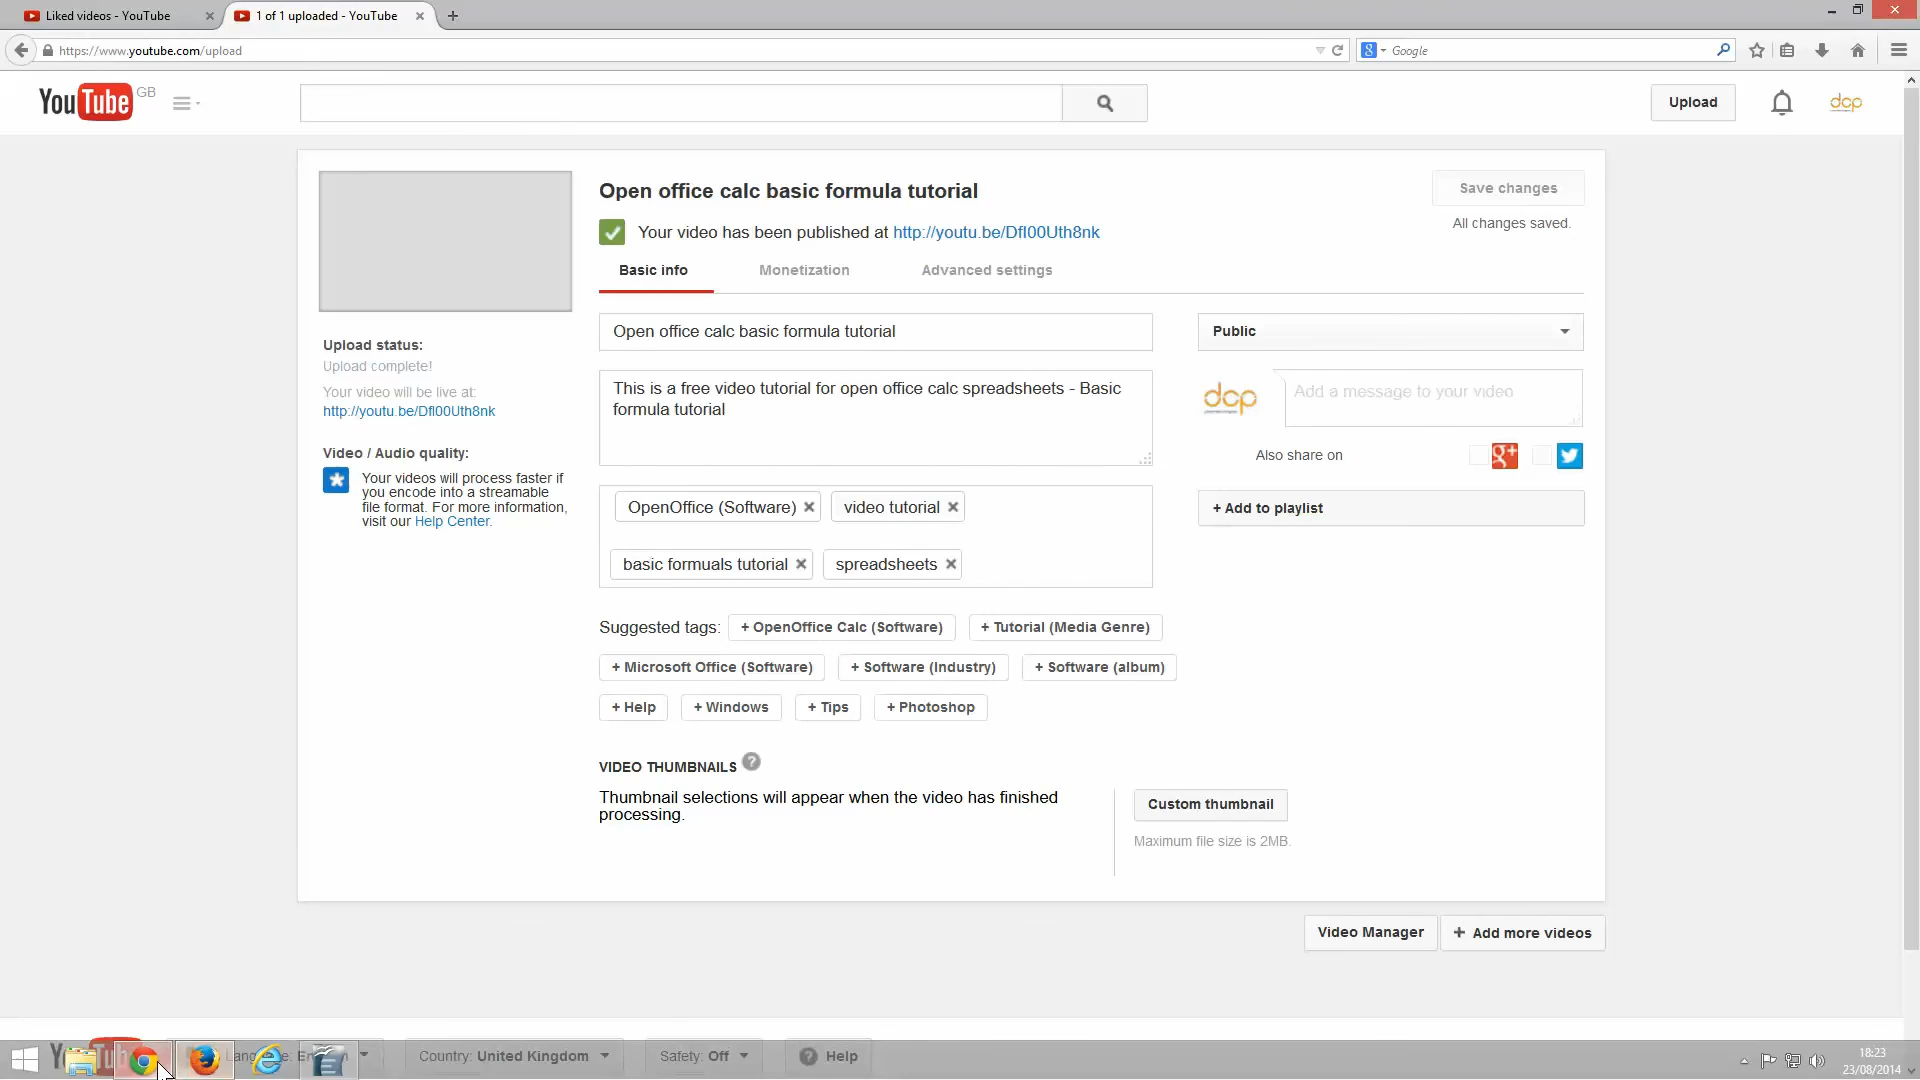 Liked videos - YouTube
1 of 1 uploaded - YouTube
https://www.youtube.com/upload
Google
YouTube GB
Upload
dcp
Open office calc basic formula tutorial
Save changes
Your video has been published at http://youtu.be/DfI00Uth8nk
All changes saved.
Basic info
Monetization
Advanced settings
Open office calc basic formula tutorial
Public
Upload status:
Upload complete!
Your video will be live at:
http://youtu.be/DfI00Uth8nk
This is a free video tutorial for open office calc spreadsheets - Basic
formula tutorial
dcp
Add a message to your video
Also share on
Video / Audio quality:
Your videos will process faster if
you encode into a streamable
file format. For more information,
visit our Help Center.
OpenOffice (Software)
video tutorial
+ Add to playlist
basic formuals tutorial
spreadsheets
Suggested tags:
+ OpenOffice Calc (Software)
+ Tutorial (Media Genre)
+ Microsoft Office (Software)
+ Software (Industry)
+ Software (album)
+ Help
+ Windows
+ Tips
+ Photoshop
VIDEO THUMBNAILS ?
Thumbnail selections will appear when the video has finished
processing.
Custom thumbnail
Maximum file size is 2MB.
Video Manager
+ Add more videos
Country: United Kingdom
Safety: Off
Help
18:23
23/08/2014